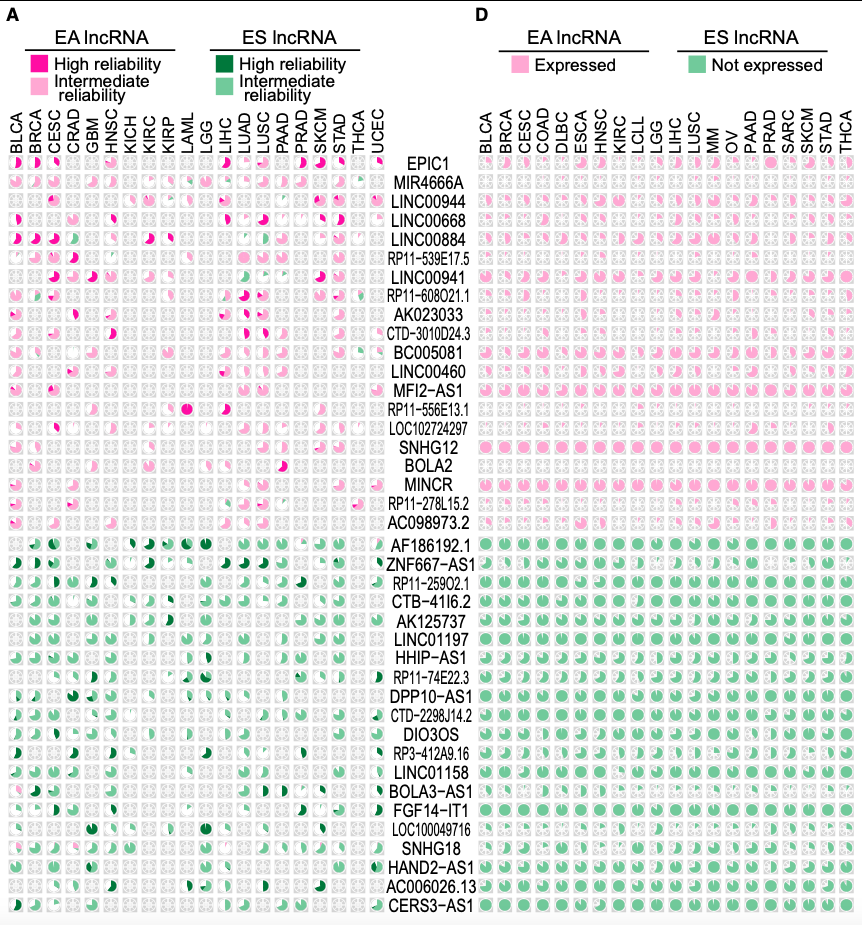 A
D
EA lncRNA
ES lncRNA
EA lncRNA
ES lncRNA
High reliability
High reliability
Expressed
Not expressed
Intermediate
reliability
Intermediate
reliability
BLCA
BRCA
CESC
CRAD
GBM
HNSC
KICH
KIRC
KIRP
LAML
LGG
LIHC
LUAD
LUSC
PAAD
PRAD
SKCM
STAD
THCA
UCEC
BLCA
BRCA
CESC
COAD
DLBC
ESCA
HNSC
KIRC
LCLL
LGG
LIHC
LUSC
MM
OV
PAAD
PRAD
SARC
SKCM
STAD
THCA
EPIC1
MIR4666A
LINC00944
LINC00668
LINC00884
RP11−539E17.5
LINC00941
RP11−608O21.1
AK023033
CTD−3010D24.3
BC005081
LINC00460
MFI2−AS1
RP11−556E13.1
LOC102724297
SNHG12
BOLA2
MINCR
RP11−278L15.2
AC098973.2
AF186192.1
ZNF667−AS1
RP11−259O2.1
CTB−41I6.2
AK125737
LINC01197
HHIP−AS1
RP11−74E22.3
DPP10−AS1
CTD−2298J14.2
DIO3OS
RP3−412A9.16
LINC01158
BOLA3−AS1
FGF14−IT1
LOC100049716
SNHG18
HAND2−AS1
AC006026.13
CERS3−AS1